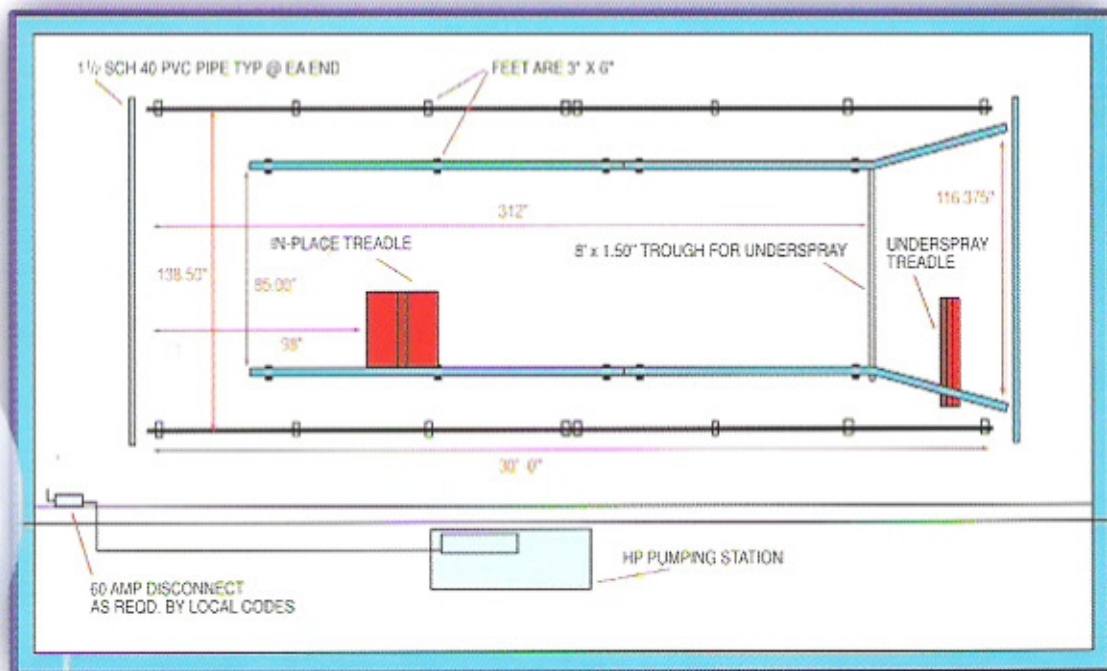 1½ SCH 40 PVC PIPE TYP @ EA END
FEET ARE 3" X 6"
312"
116.375"
IN-PLACE TREADLE
8" x 1.50" TROUGH FOR UNDERSPRAY
UNDERSPRAY
TREADLE
138.50"
85.00"
98"
30' 0"
HP PUMPING STATION
60 AMP DISCONNECT
AS REQD. BY LOCAL CODES